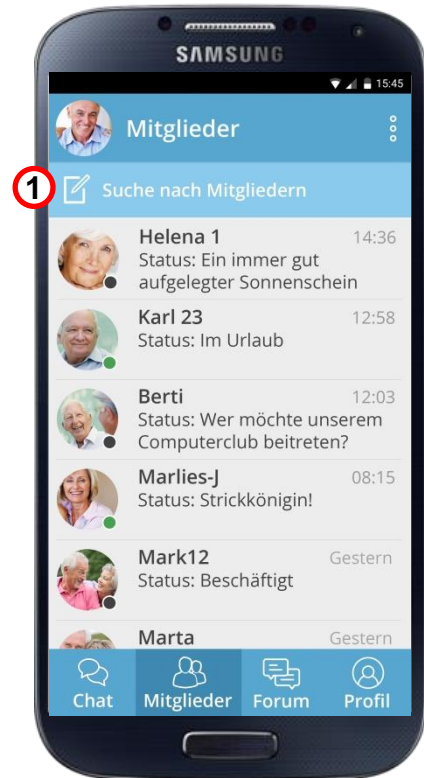 SAMSUNG
15:45
Mitglieder
1
Suche nach Mitgliedern
Helena 1 14:36
Status: Ein immer gut
aufgelegter Sonnenschein
Karl 23 12:58
Status: Im Urlaub
Berti 12:03
Status: Wer möchte unserem
Computerclub beitreten?
Marlies-J 08:15
Status: Strickkönigin!
Mark12 Gestern
Status: Beschäftigt
Marta Gestern
Chat Mitglieder Forum Profil